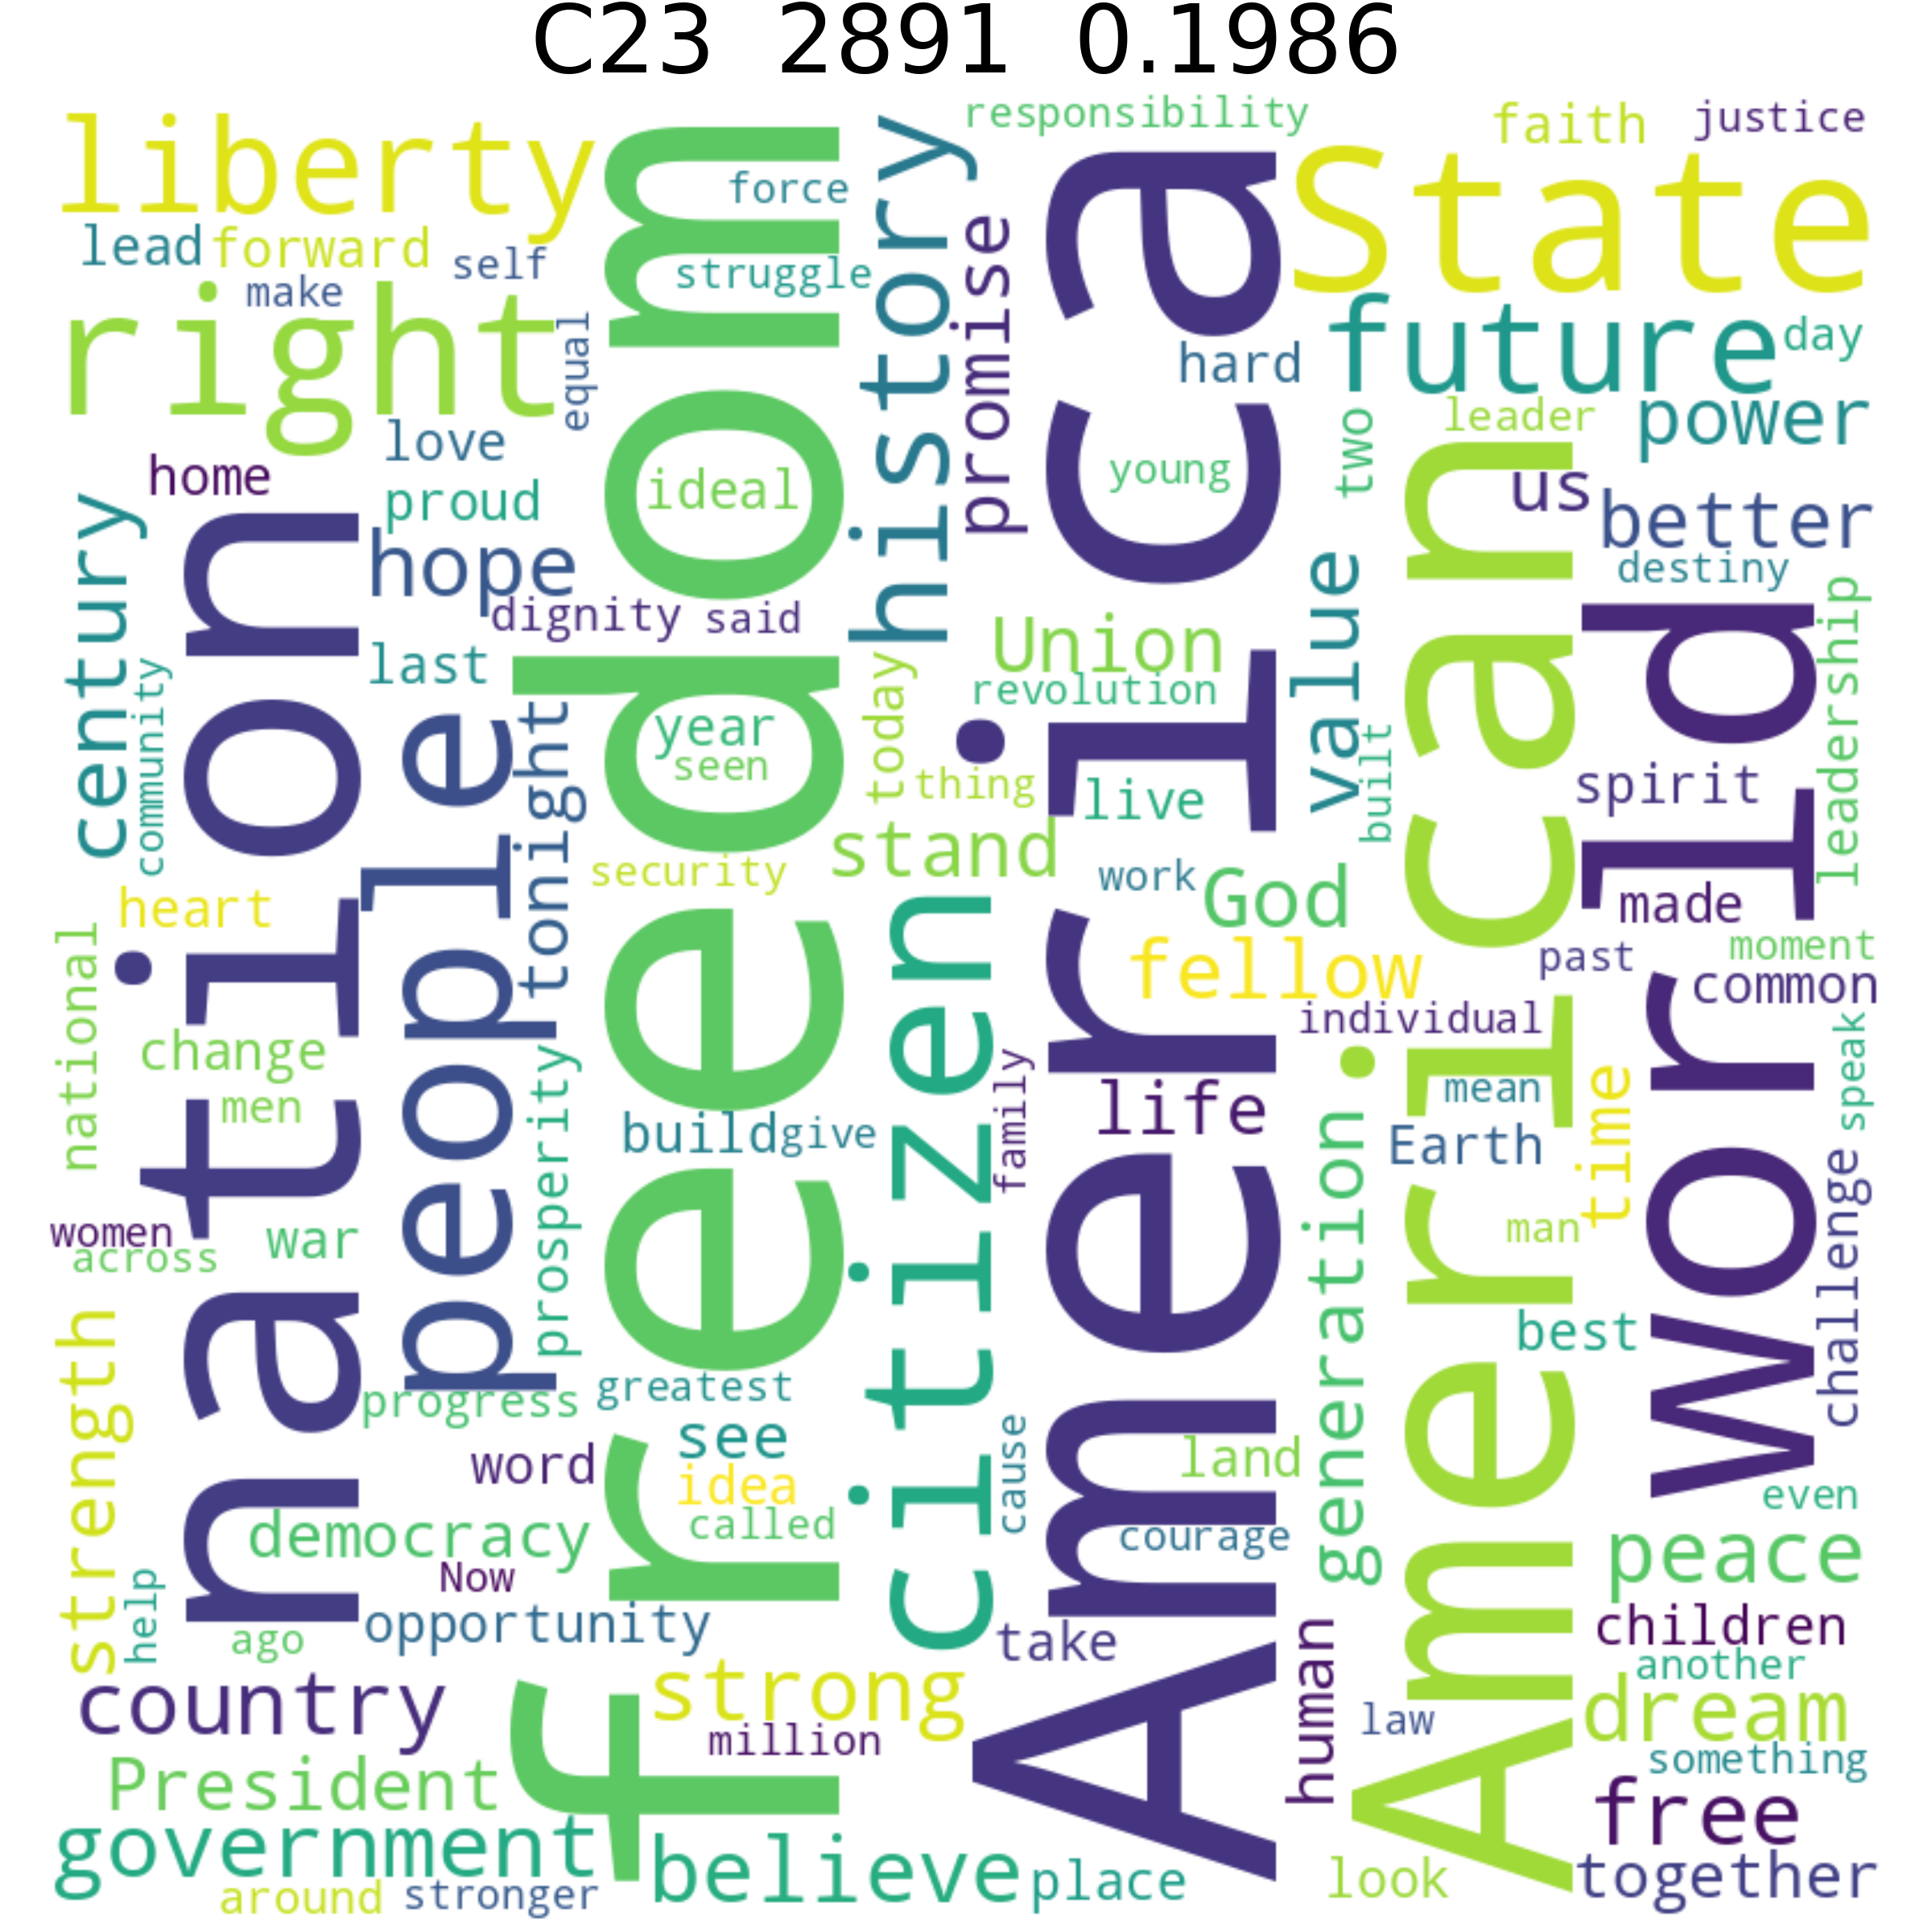 C23 2891 0.1986
responsibility
faith
justice
liberty
force
history
State
lead
forward
self
struggle
promise
make
right
equal
freedom
America
hard
future
day
love
leader
power
two
home
proud
ideal
young
us
better
century
nation
hope
destiny
dignity
said
value
leadership
last
Union
American
world
community
people
tonight
year
today
revolution
seen
thing
live
built
spirit
stand
security
work
God
made
heart
citizen
national
fellow
past
moment
common
individual
change
speak
men
prosperity
family
life
mean
time
build
give
Earth
generation
women
across
war
man
challenge
strength
best
progress
greatest
see
cause
word
idea
land
called
even
democracy
courage
peace
Now
help
ago
opportunity
take
human
children
another
country
strong
law
dream
million
something
President
free
government
believe
place
look
together
around
stronger